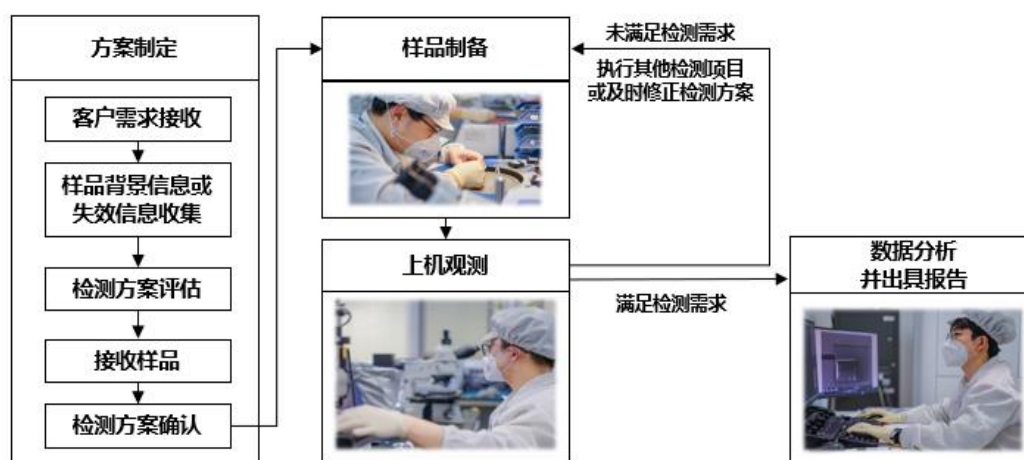 方案制定
客户需求接收
样品背景信息或
失效信息收集
检测方案评估
接收样品
检测方案确认
样品制备
上机观测
未满足检测需求
执行其他检测项目
或及时修正检测方案
满足检测需求
数据分析
并出具报告